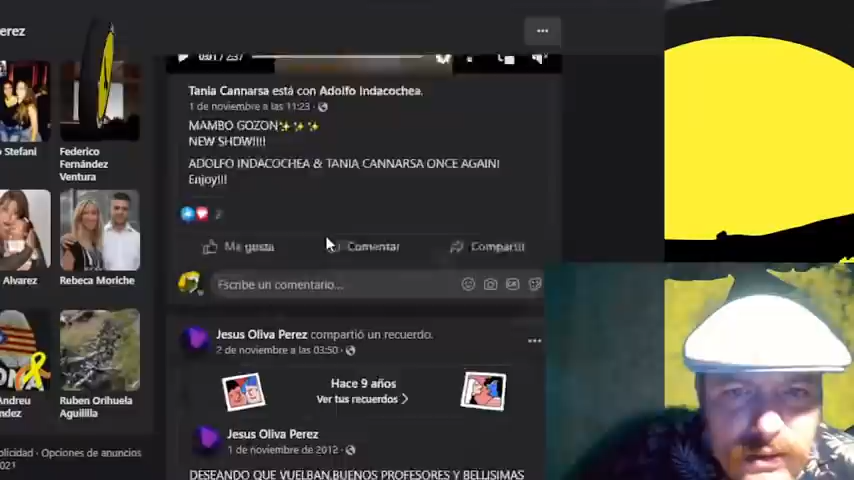 erez
Tania Cannarsa está con Adolfo Indacochea.
1 de noviembre a las 11:23 ·
MAMBO GOZON✨✨✨
NEW SHOW!!!!
ADOLFO INDACOCHEA & TANIA CANNARSA ONCE AGAIN!
Enjoy!!!
2
Me gusta
Comentar
Compartir
Escribe un comentario...
Stefani
Federico
Fernández
Ventura
Alvarez
Rebeca Moriche
Andreu
ndez
Ruben Orihuela
Aguililla
olicidad · Opciones de anuncios
021
Jesus Oliva Perez compartió un recuerdo.
2 de noviembre a las 03:50 ·
Hace 9 años
Ver tus recuerdos
Jesus Oliva Perez
1 de noviembre de 2012 ·
DESEANDO QUE VUELBAN,BUENOS PROFESORES Y BELLISIMAS